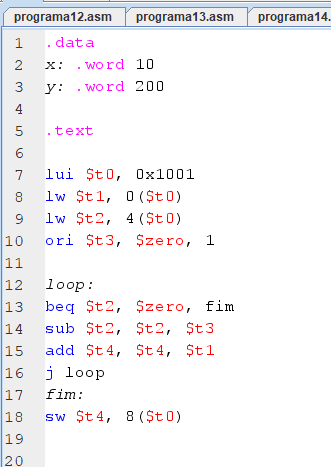 programa12.asm programa13.asm programa14.
1 .data
2 x: .word 10
3 y: .word 200
4
5 .text
6
7 lui $t0, 0x1001
8 lw $t1, 0($t0)
9 lw $t2, 4($t0)
10 ori $t3, $zero, 1
11
12 loop:
13 beq $t2, $zero, fim
14 sub $t2, $t2, $t3
15 add $t4, $t4, $t1
16 j loop
17 fim:
18 sw $t4, 8($t0)
19
20